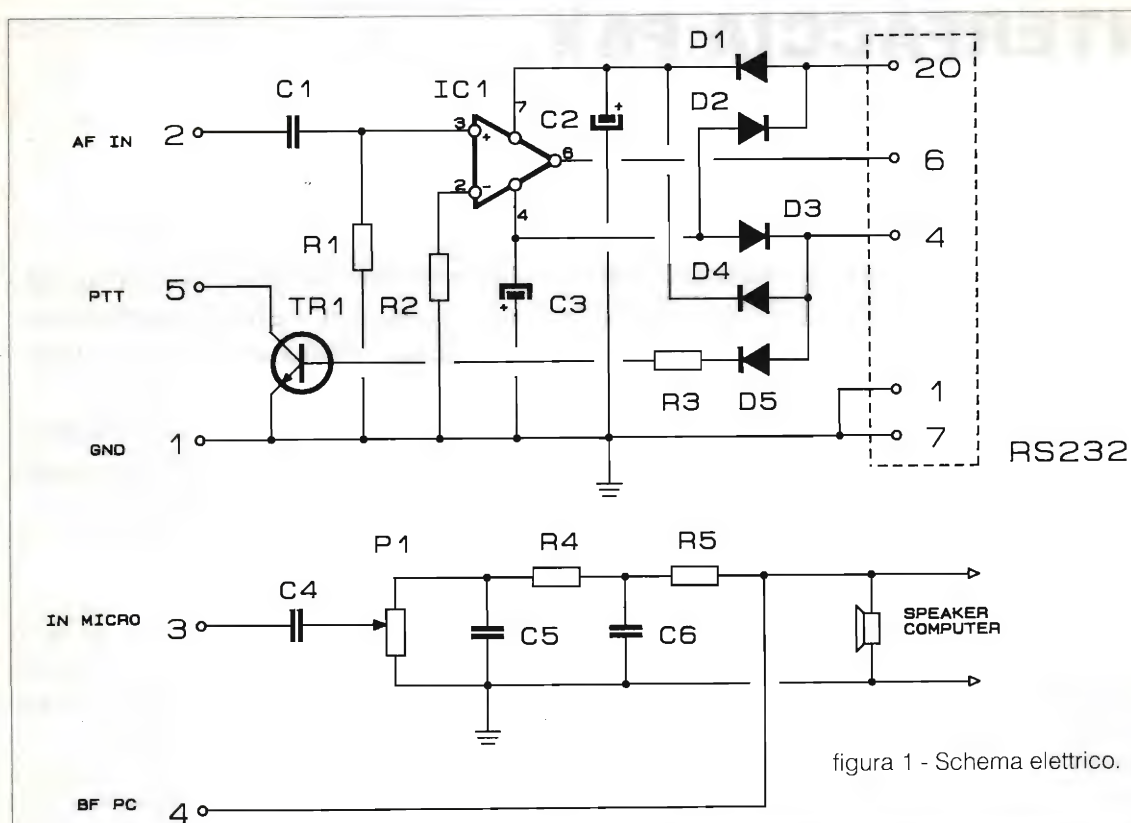 D1
20
C1
IC1
7
C2
+
D2
AF IN
2
3
+
6
6
2
-
4
D3
4
R1
D4
PTT
5
TR1
R2
+
C3
R3
D5
1
GND
1
7
RS232
P1
R4
R5
C4
IN MICRO
3
C5
C6
SPEAKER
COMPUTER
figura 1 - Schema elettrico.
BF PC
4